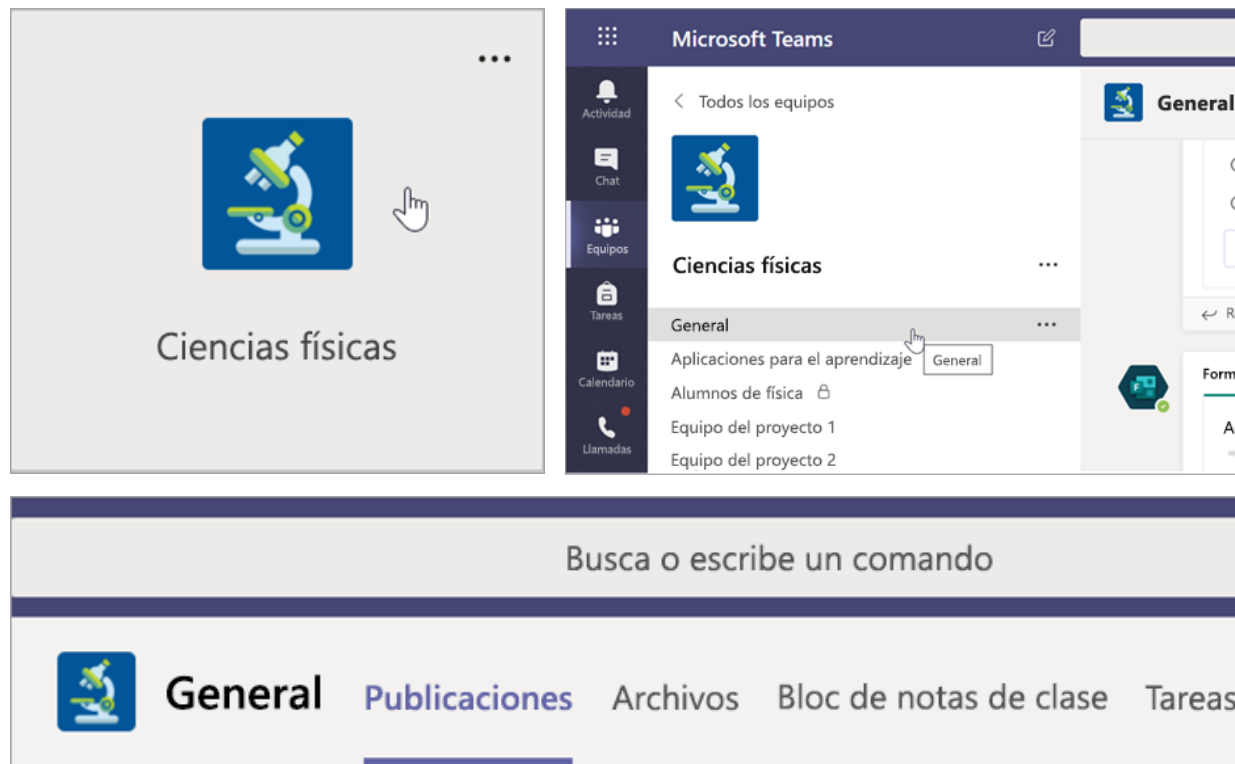 Ciencias físicas
Microsoft Teams
Actividad
Chat
Equipos
Tareas
Calendario
Llamadas
Todos los equipos
Ciencias físicas
General
Aplicaciones para el aprendizaje
General
Alumnos de física
Equipo del proyecto 1
Equipo del proyecto 2
General
Form
Busca o escribe un comando
General Publicaciones Archivos Bloc de notas de clase Tareas